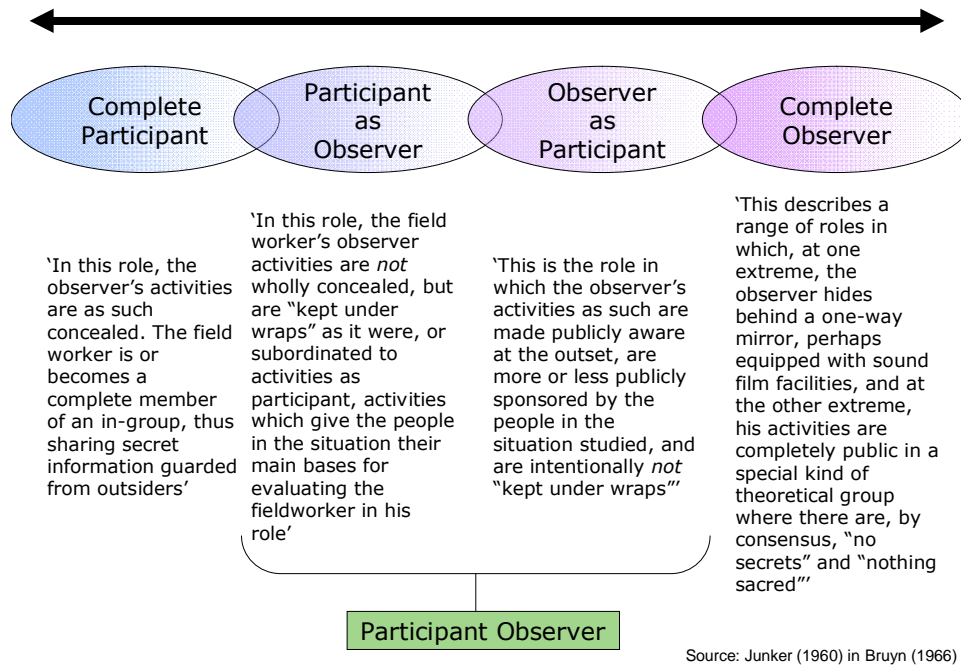 Complete
Participant
Participant
as
Observer
Observer
as
Participant
Complete
Observer
‘In this role, the
observer’s activities
are as such
concealed. The field
worker is or
becomes a
complete member
of an in-group, thus
sharing secret
information guarded
from outsiders’
‘In this role, the field
worker’s observer
activities are not
wholly concealed, but
are “kept under
wraps” as it were, or
subordinated to
activities as
participant, activities
which give the people
in the situation their
main bases for
evaluating the
fieldworker in his
role’
‘This is the role in
which the observer’s
activities as such are
made publicly aware
at the outset, are
more or less publicly
sponsored by the
people in the
situation studied, and
are intentionally not
“kept under wraps”’
‘This describes a
range of roles in
which, at one
extreme, the
observer hides
behind a one-way
mirror, perhaps
equipped with sound
film facilities, and at
the other extreme,
his activities are
completely public in a
special kind of
theoretical group
where there are, by
consensus, “no
secrets” and “nothing
sacred”’
Participant Observer
Source: Junker (1960) in Bruyn (1966)